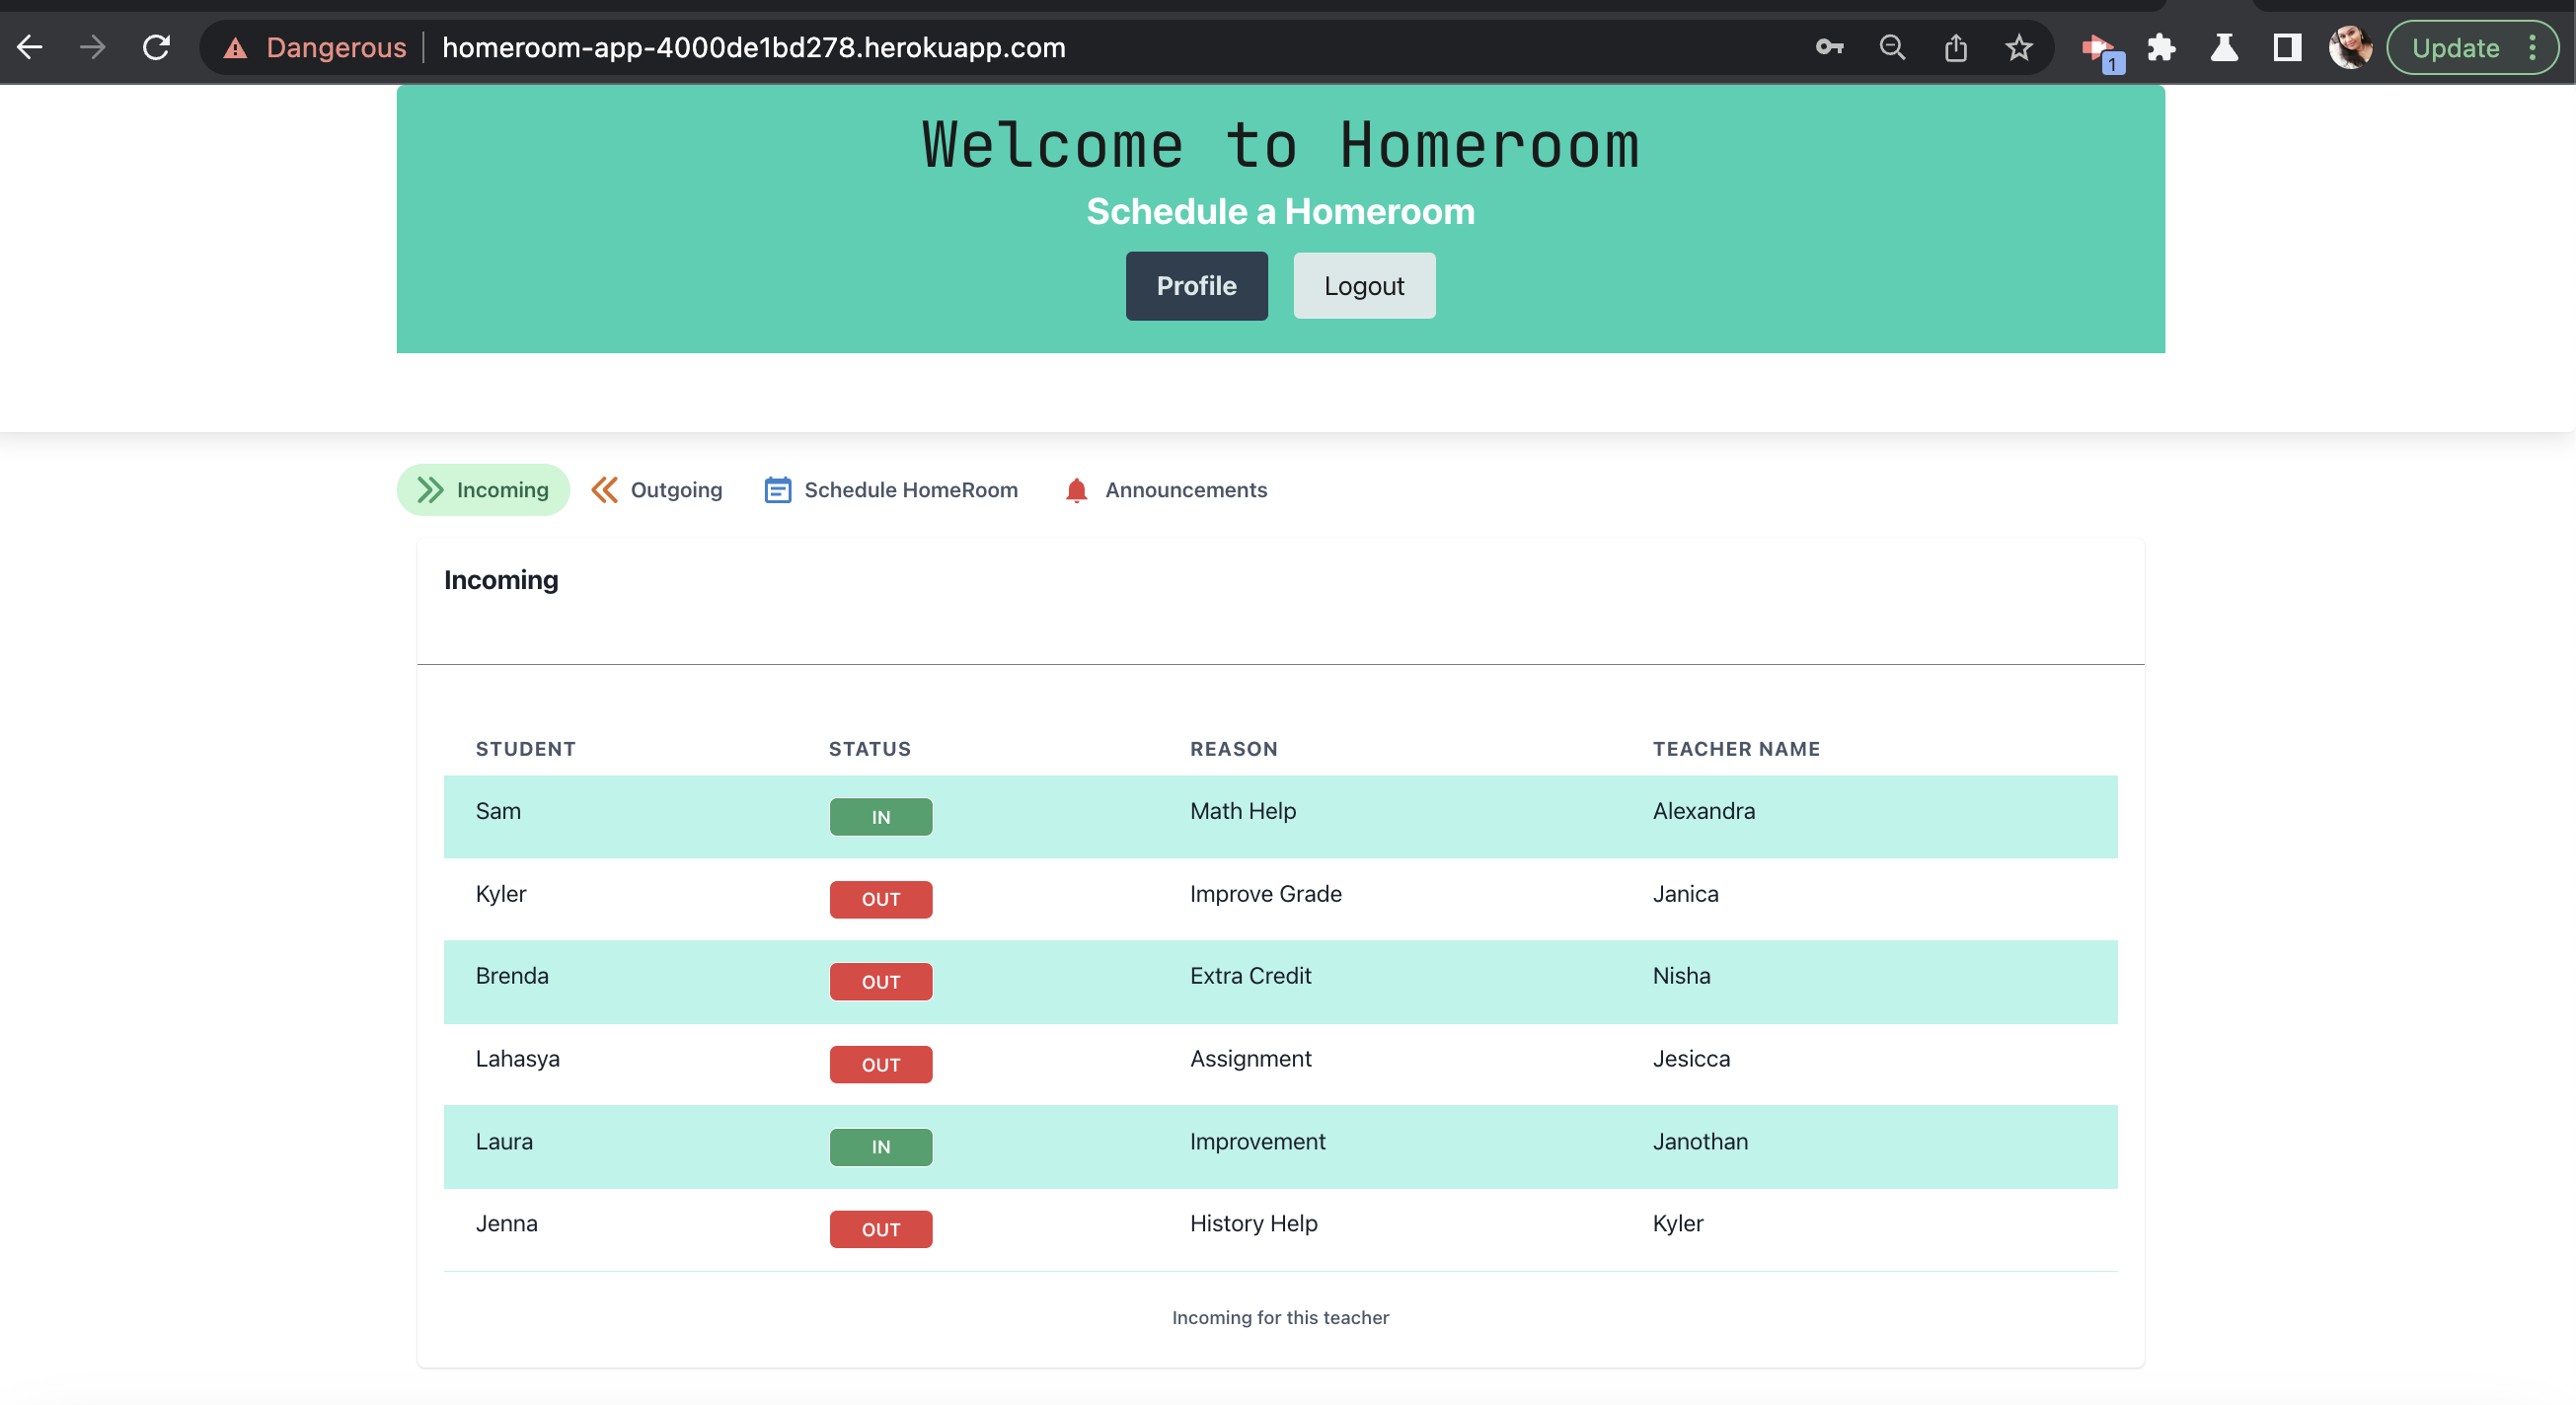 Dangerous homeroom-app-4000de1bd278.herokuapp.com 1 Update
Welcome to Homeroom
Schedule a Homeroom
Profile Logout
Incoming Outgoing Schedule HomeRoom Announcements
Incoming
STUDENT STATUS REASON TEACHER NAME
Sam IN Math Help Alexandra
Kyler OUT Improve Grade Janica
Brenda OUT Extra Credit Nisha
Lahasya OUT Assignment Jesicca
Laura IN Improvement Janothan
Jenna OUT History Help Kyler
Incoming for this teacher